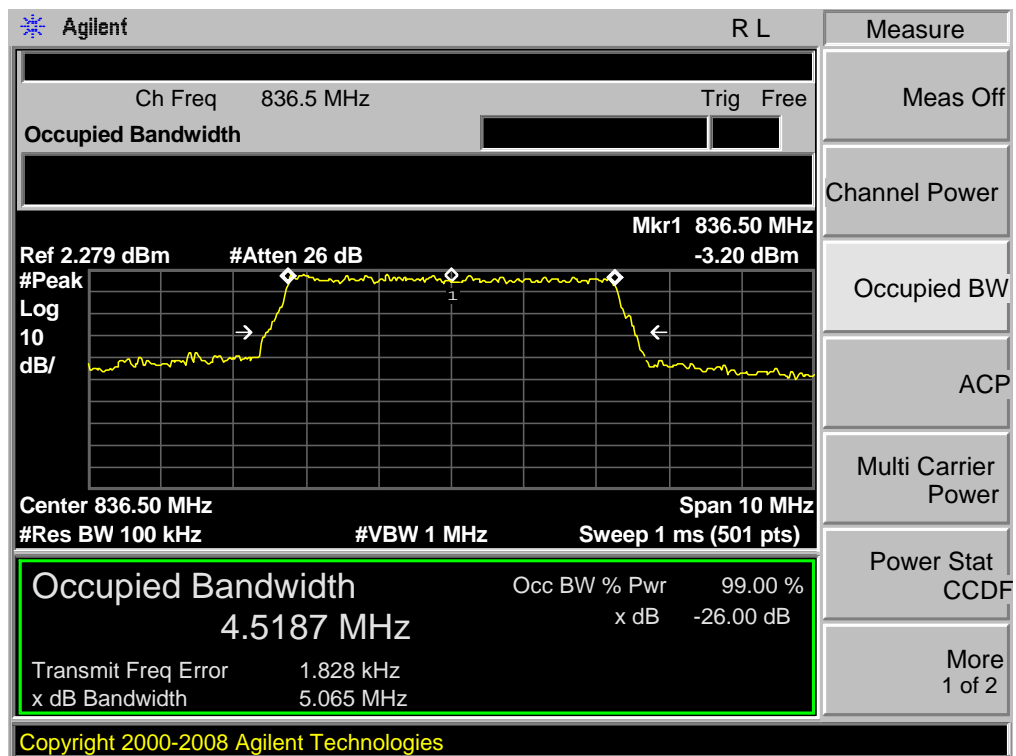 Agilent R L
Measure
Ch Freq 836.5 MHz Trig Free
Occupied Bandwidth
Mkr1 836.50 MHz
Ref 2.279 dBm #Atten 26 dB -3.20 dBm
#Peak
Log
10
dB/
1
Center 836.50 MHz Span 10 MHz
#Res BW 100 kHz #VBW 1 MHz Sweep 1 ms (501 pts)
Occupied Bandwidth Occ BW % Pwr 99.00 %
4.5187 MHz x dB -26.00 dB
Transmit Freq Error 1.828 kHz
x dB Bandwidth 5.065 MHz
Meas Off
Channel Power
Occupied BW
ACP
Multi Carrier
Power
Power Stat
CCDF
More
1 of 2
Copyright 2000-2008 Agilent Technologies